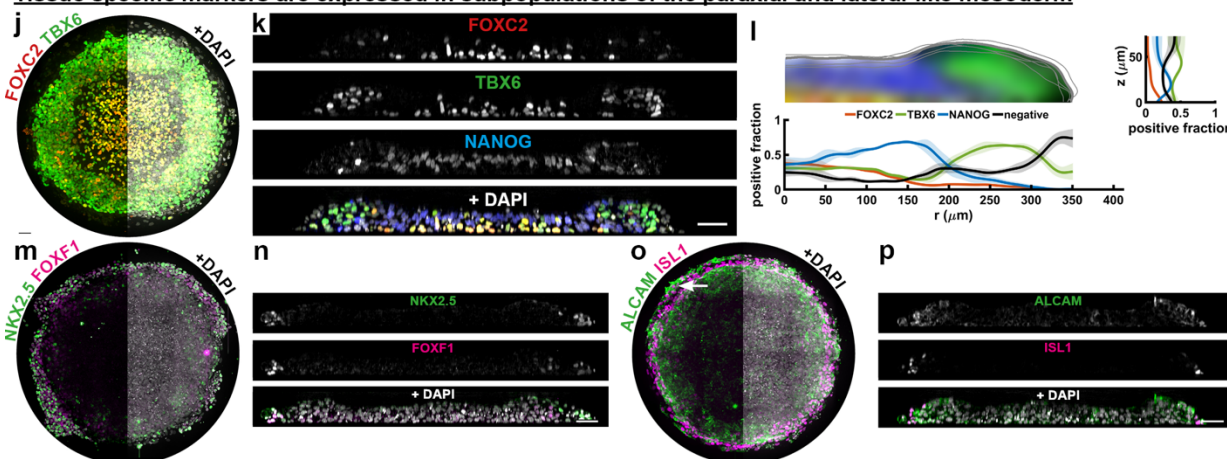 Tissue specific markers are expressed in subpopulations of the paraxial and lateral-like mesoderm
j
FOXC2 TBX6
+DAPI
k
FOXC2
TBX6
NANOG
+ DAPI
l
z (μm)
50
0
0 0.5 1
positive fraction
FOXC2 TBX6 NANOG negative
positive fraction
1
0.5
0
0 50 100 150 200 250 300 350 400
r (μm)
m
NKX2.5 FOXF1
+DAPI
n
NKX2.5
FOXF1
+ DAPI
o
ALCAM ISL1
+DAPI
p
ALCAM
ISL1
+ DAPI